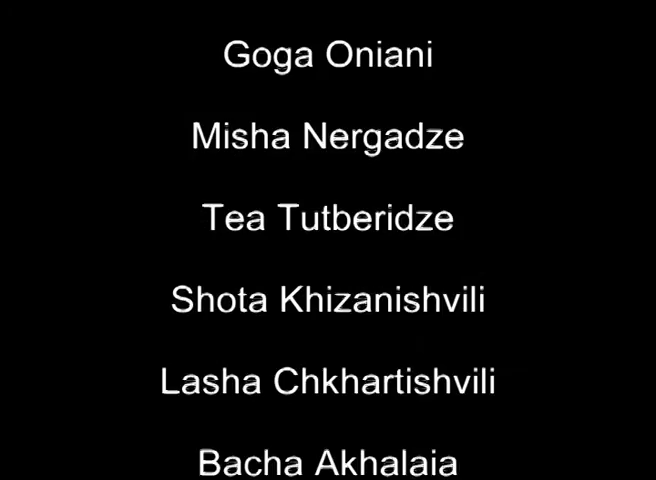 Goga Oniani
Misha Nergadze
Tea Tutberidze
Shota Khizanishvili
Lasha Chkhartishvili
Bacha Akhalaia